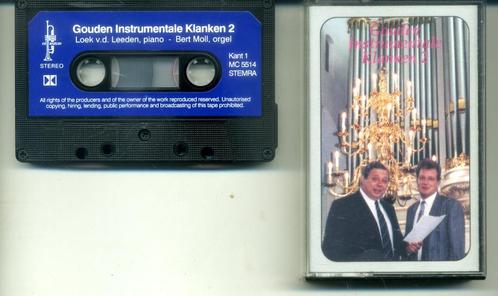 Gouden Instrumentale Klanken 2
Loek v.d. Leeden, piano - Bert Moll, orgel
STEREO
Kant 1
MC 5514
STEMRA
All rights of the producers and of the owner of the work reproduced reserved. Unautorised
copying, hiring, lending, public performance and broadcasting of this tape prohibited.
Gouden
Instrumentale
Klanken 2